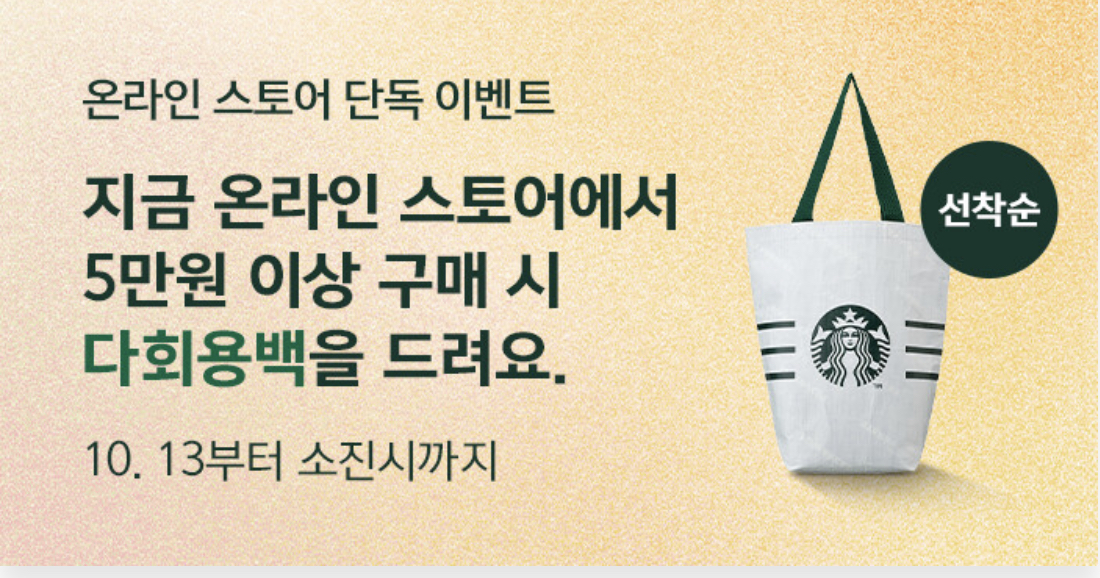 온라인 스토어 단독 이벤트
지금 온라인 스토어에서
5만원 이상 구매 시
다회용백을 드려요.
10. 13부터 소진시까지
선착순
TM